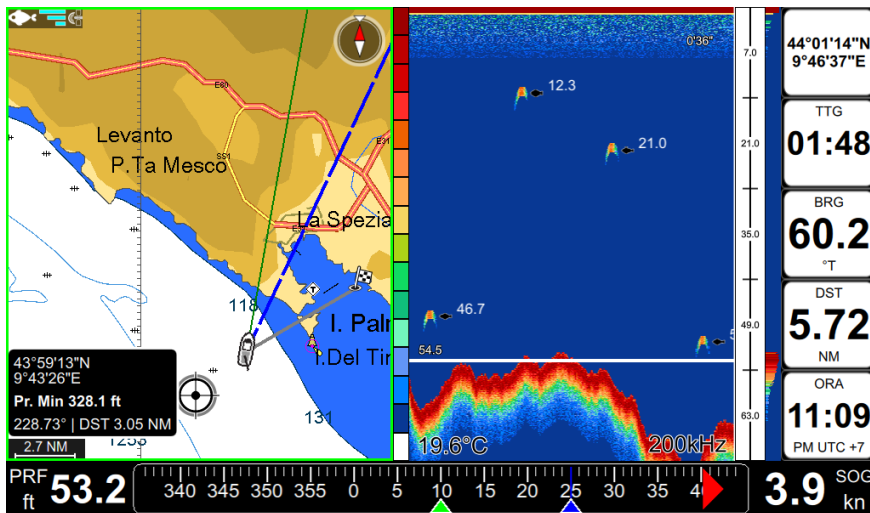 Levanto
P.Ta Mesco
E80
SS1
E31
La Spezia
T
118
I. Paln
I.Del Tir
131
1253
43°59'13"N
9°43'26"E
Pr. Min 328.1 ft
228.73° | DST 3.05 NM
2.7 NM
0'36"
12.3
21.0
46.7
54.5
19.6°C
200kHz
7.0
21.0
35.0
49.0
63.0
44°01'14"N
9°46'37"E
TTG
01:48
BRG
60.2
°T
DST
5.72
NM
ORA
11:09
PM UTC +7
PRF
ft
53.2
340 345 350 355 0 5 10 15 20 25 30 35
3.9
SOG
kn